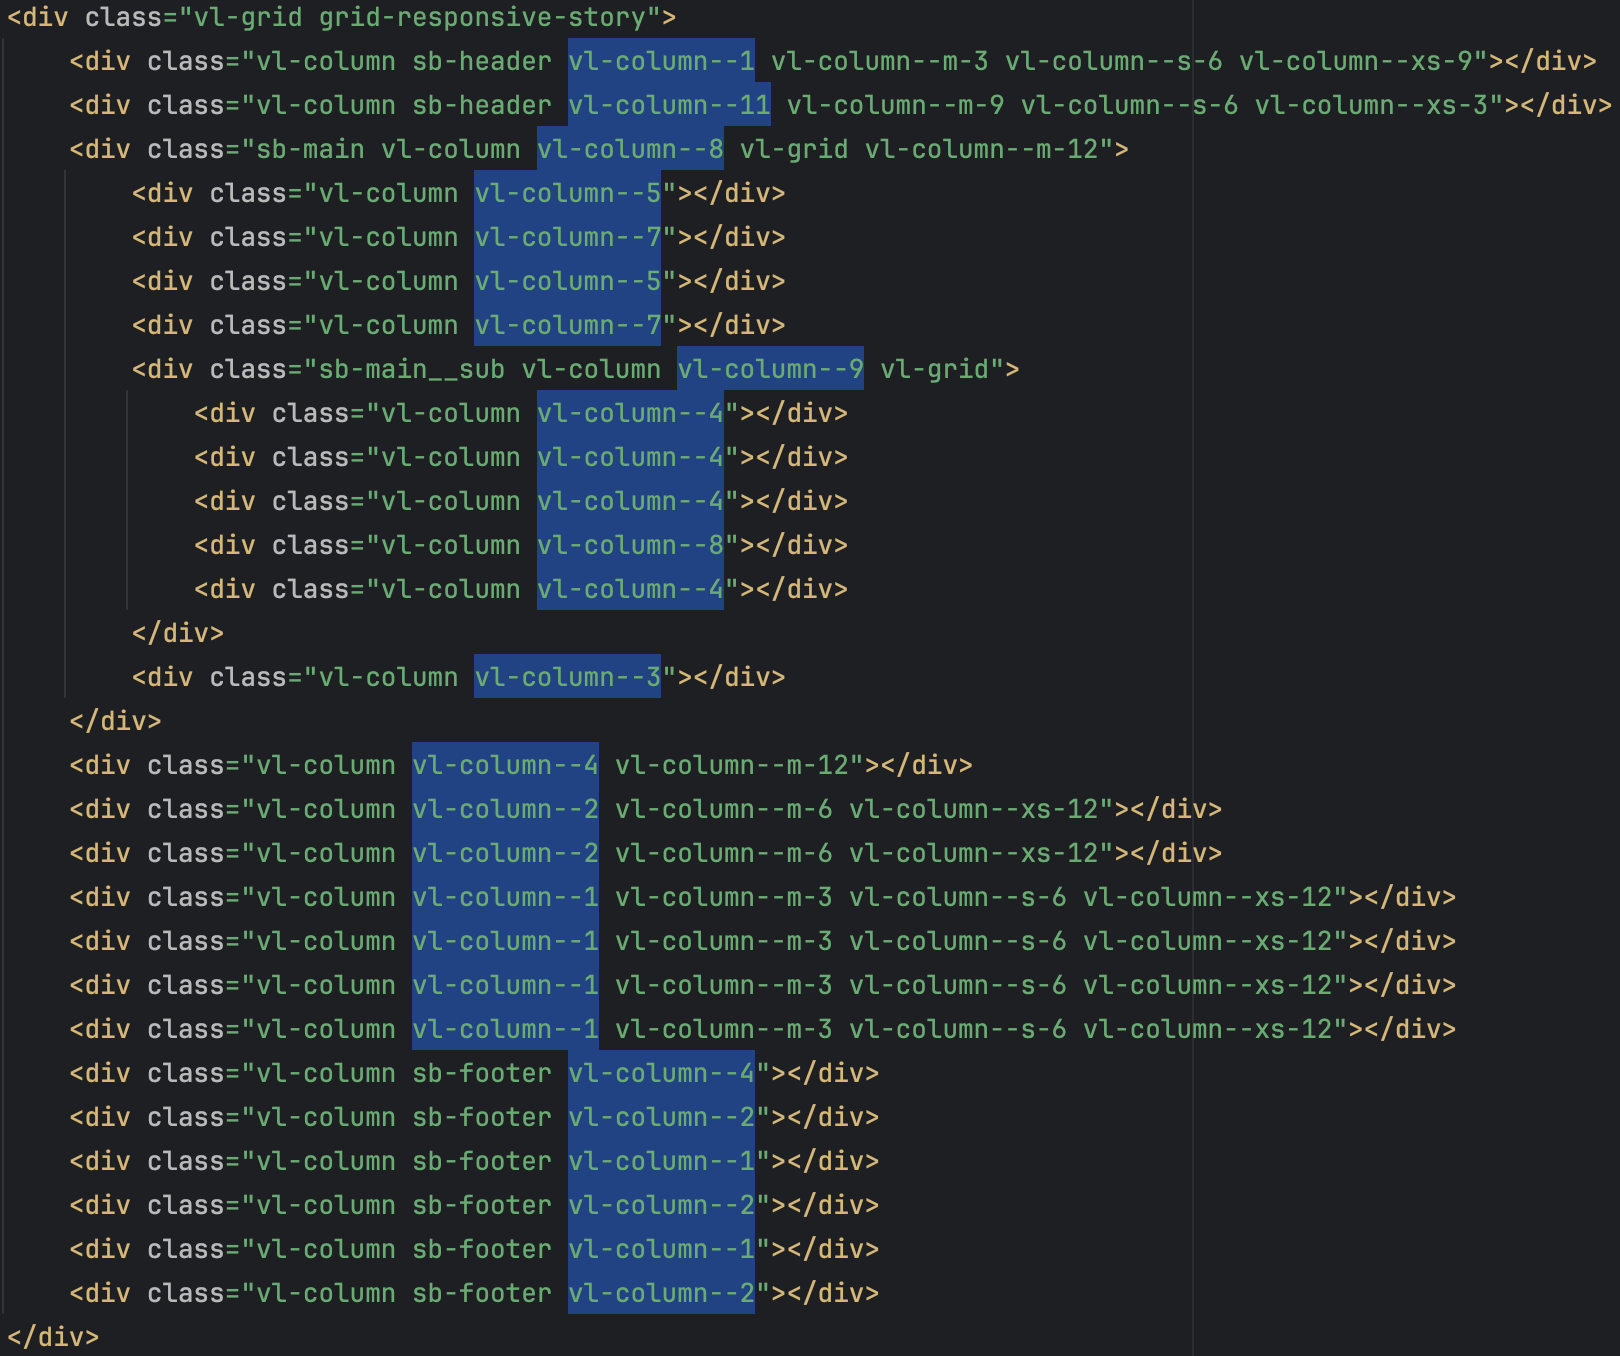 <div class="vl-grid grid-responsive-story">
    <div class="vl-column sb-header vl-column--1 vl-column--m-3 vl-column--s-6 vl-column--xs-9"></div>
    <div class="vl-column sb-header vl-column--11 vl-column--m-9 vl-column--s-6 vl-column--xs-3"></div>
    <div class="sb-main vl-column vl-column--8 vl-grid vl-column--m-12">
        <div class="vl-column vl-column--5"></div>
        <div class="vl-column vl-column--7"></div>
        <div class="vl-column vl-column--5"></div>
        <div class="vl-column vl-column--7"></div>
        <div class="sb-main__sub vl-column vl-column--9 vl-grid">
            <div class="vl-column vl-column--4"></div>
            <div class="vl-column vl-column--4"></div>
            <div class="vl-column vl-column--4"></div>
            <div class="vl-column vl-column--8"></div>
            <div class="vl-column vl-column--4"></div>
        </div>
        <div class="vl-column vl-column--3"></div>
    </div>
    <div class="vl-column vl-column--4 vl-column--m-12"></div>
    <div class="vl-column vl-column--2 vl-column--m-6 vl-column--xs-12"></div>
    <div class="vl-column vl-column--2 vl-column--m-6 vl-column--xs-12"></div>
    <div class="vl-column vl-column--1 vl-column--m-3 vl-column--s-6 vl-column--xs-12"></div>
    <div class="vl-column vl-column--1 vl-column--m-3 vl-column--s-6 vl-column--xs-12"></div>
    <div class="vl-column vl-column--1 vl-column--m-3 vl-column--s-6 vl-column--xs-12"></div>
    <div class="vl-column vl-column--1 vl-column--m-3 vl-column--s-6 vl-column--xs-12"></div>
    <div class="vl-column sb-footer vl-column--4"></div>
    <div class="vl-column sb-footer vl-column--2"></div>
    <div class="vl-column sb-footer vl-column--1"></div>
    <div class="vl-column sb-footer vl-column--2"></div>
    <div class="vl-column sb-footer vl-column--1"></div>
    <div class="vl-column sb-footer vl-column--2"></div>
</div>